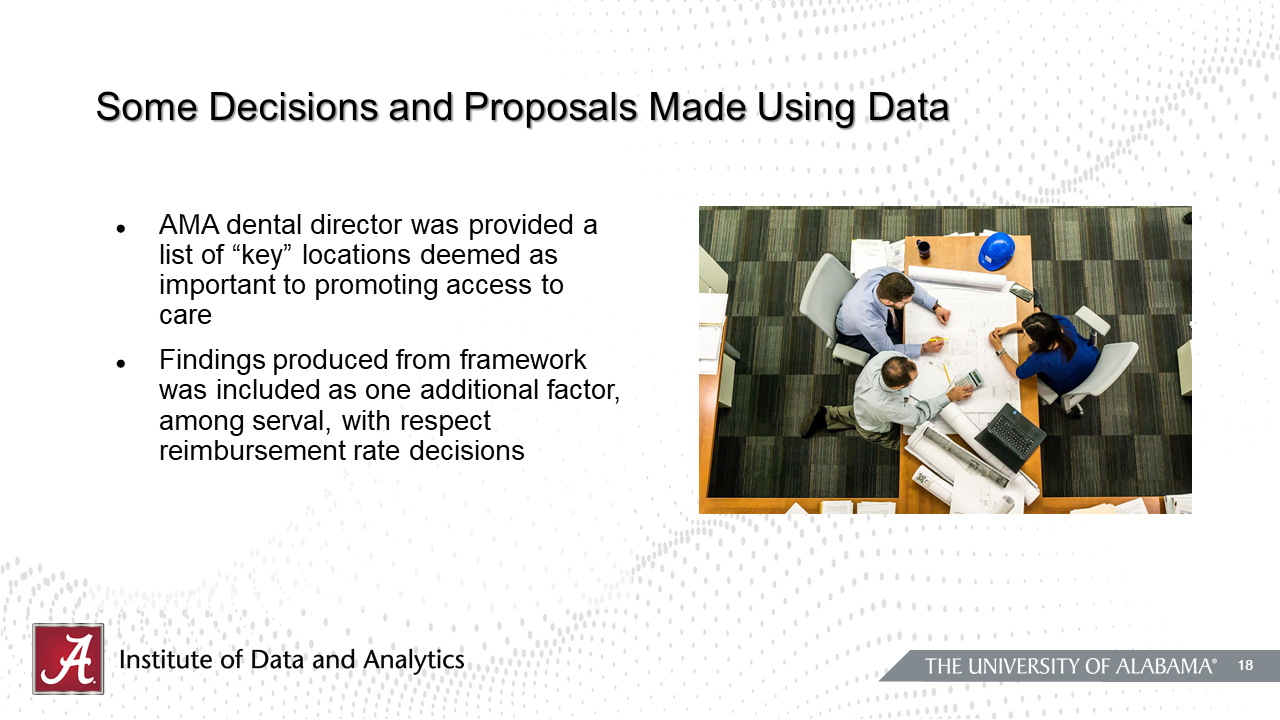 Some Decisions and Proposals Made Using Data
● AMA dental director was provided a
list of “key” locations deemed as
important to promoting access to
care
● Findings produced from framework
was included as one additional factor,
among serval, with respect
reimbursement rate decisions
A
Institute of Data and Analytics
THE UNIVERSITY OF ALABAMA® 18